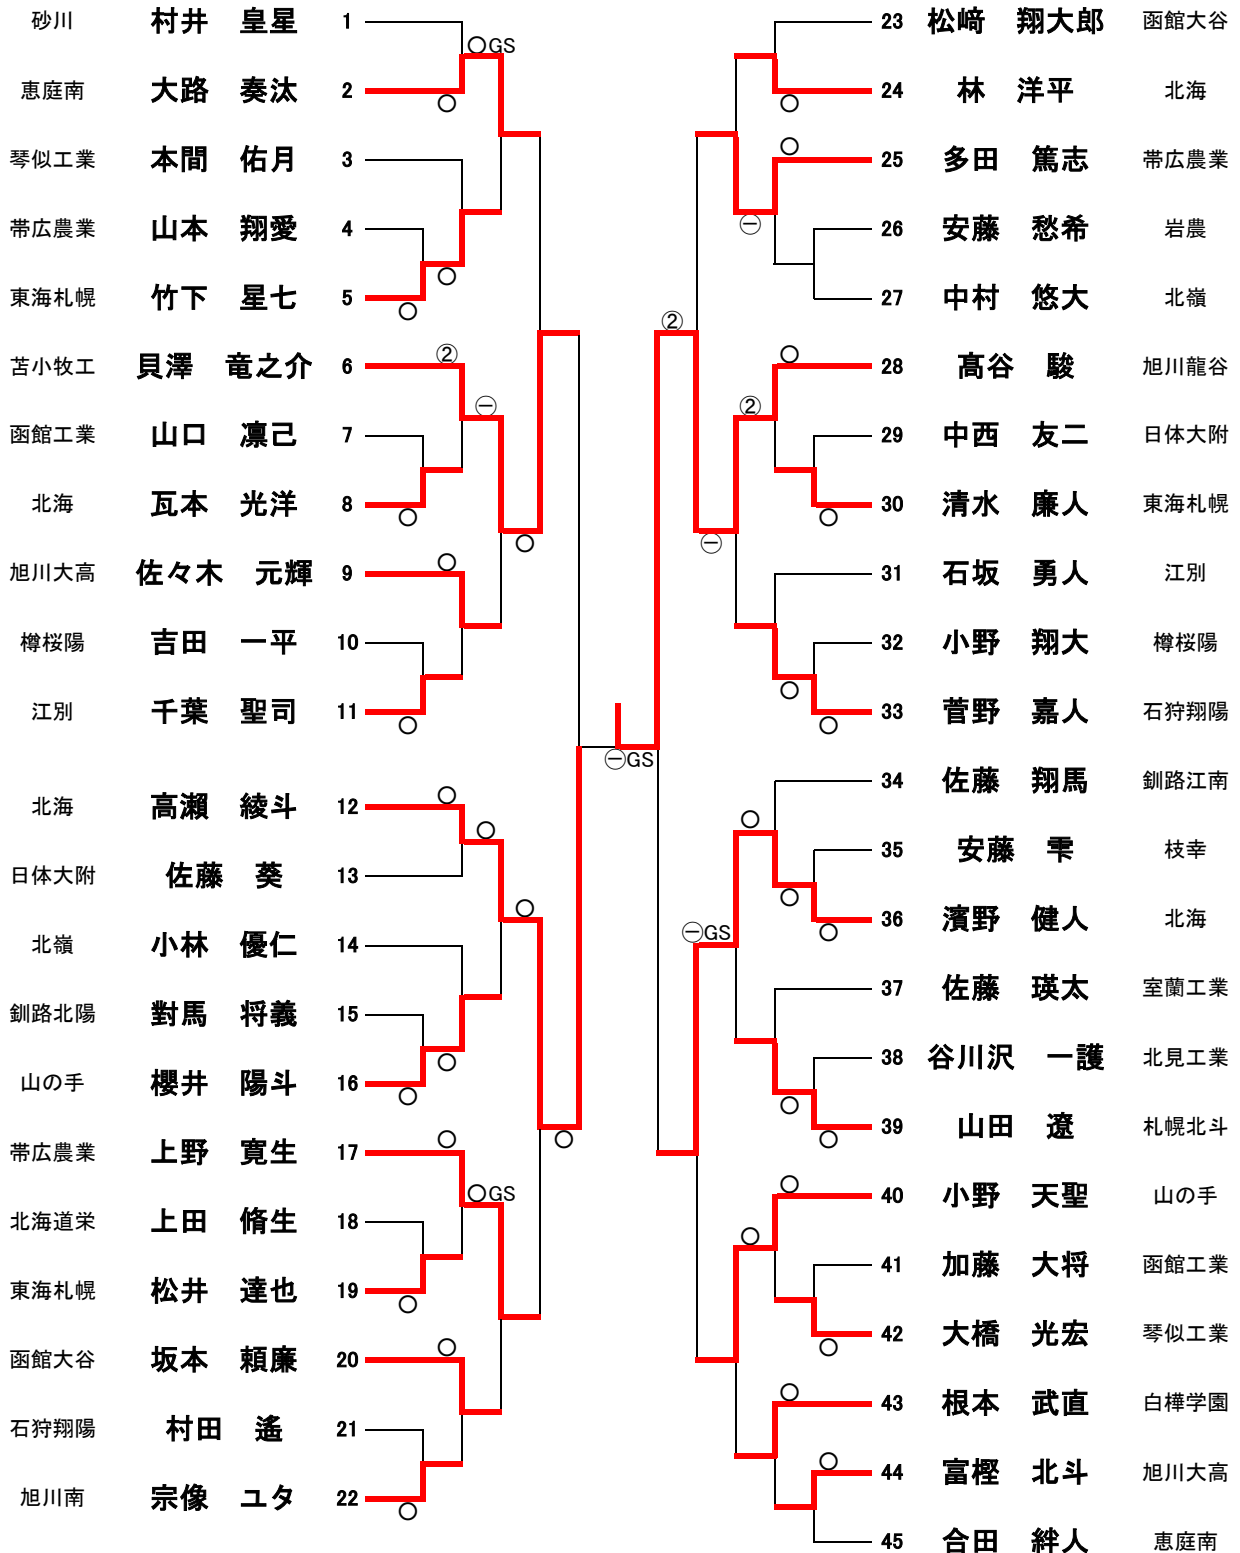 砂川 村井 皇星 1
恵庭南 大路 奏汰 2
琴似工業 本間 佑月 3
帯広農業 山本 翔愛 4
東海札幌 竹下 星七 5
苫小牧工 貝澤 竜之介 6
函館工業 山口 凛己 7
北海 瓦本 光洋 8
旭川大高 佐々木 元輝 9
樽桜陽 吉田 一平 10
江別 千葉 聖司 11
北海 高瀬 綾斗 12
日体大附 佐藤 葵 13
北嶺 小林 優仁 14
釧路北陽 對馬 将義 15
山の手 櫻井 陽斗 16
帯広農業 上野 寛生 17
北海道栄 上田 脩生 18
東海札幌 松井 達也 19
函館大谷 坂本 頼廉 20
石狩翔陽 村田 遙 21
旭川南 宗像 ユタ 22
○GS
○
○
○
②
㊀
○
○
○
○
○
○
○
○
○
○
○
○GS
○
○
○
○
㊀GS
23 松﨑 翔大郎 函館大谷
24 林 洋平 北海
25 多田 篤志 帯広農業
26 安藤 愁希 岩農
27 中村 悠大 北嶺
28 髙谷 駿 旭川龍谷
29 中西 友二 日体大附
30 清水 廉人 東海札幌
31 石坂 勇人 江別
32 小野 翔大 樽桜陽
33 菅野 嘉人 石狩翔陽
34 佐藤 翔馬 釧路江南
35 安藤 雫 枝幸
36 濱野 健人 北海
37 佐藤 瑛太 室蘭工業
38 谷川沢 一護 北見工業
39 山田 遼 札幌北斗
40 小野 天聖 山の手
41 加藤 大将 函館工業
42 大橋 光宏 琴似工業
43 根本 武直 白樺学園
44 富樫 北斗 旭川大高
45 合田 絆人 恵庭南
○
○
㊀
②
○
②
○
㊀
○
○
○
○
○
㊀GS
○
○
○
○
○
○
○